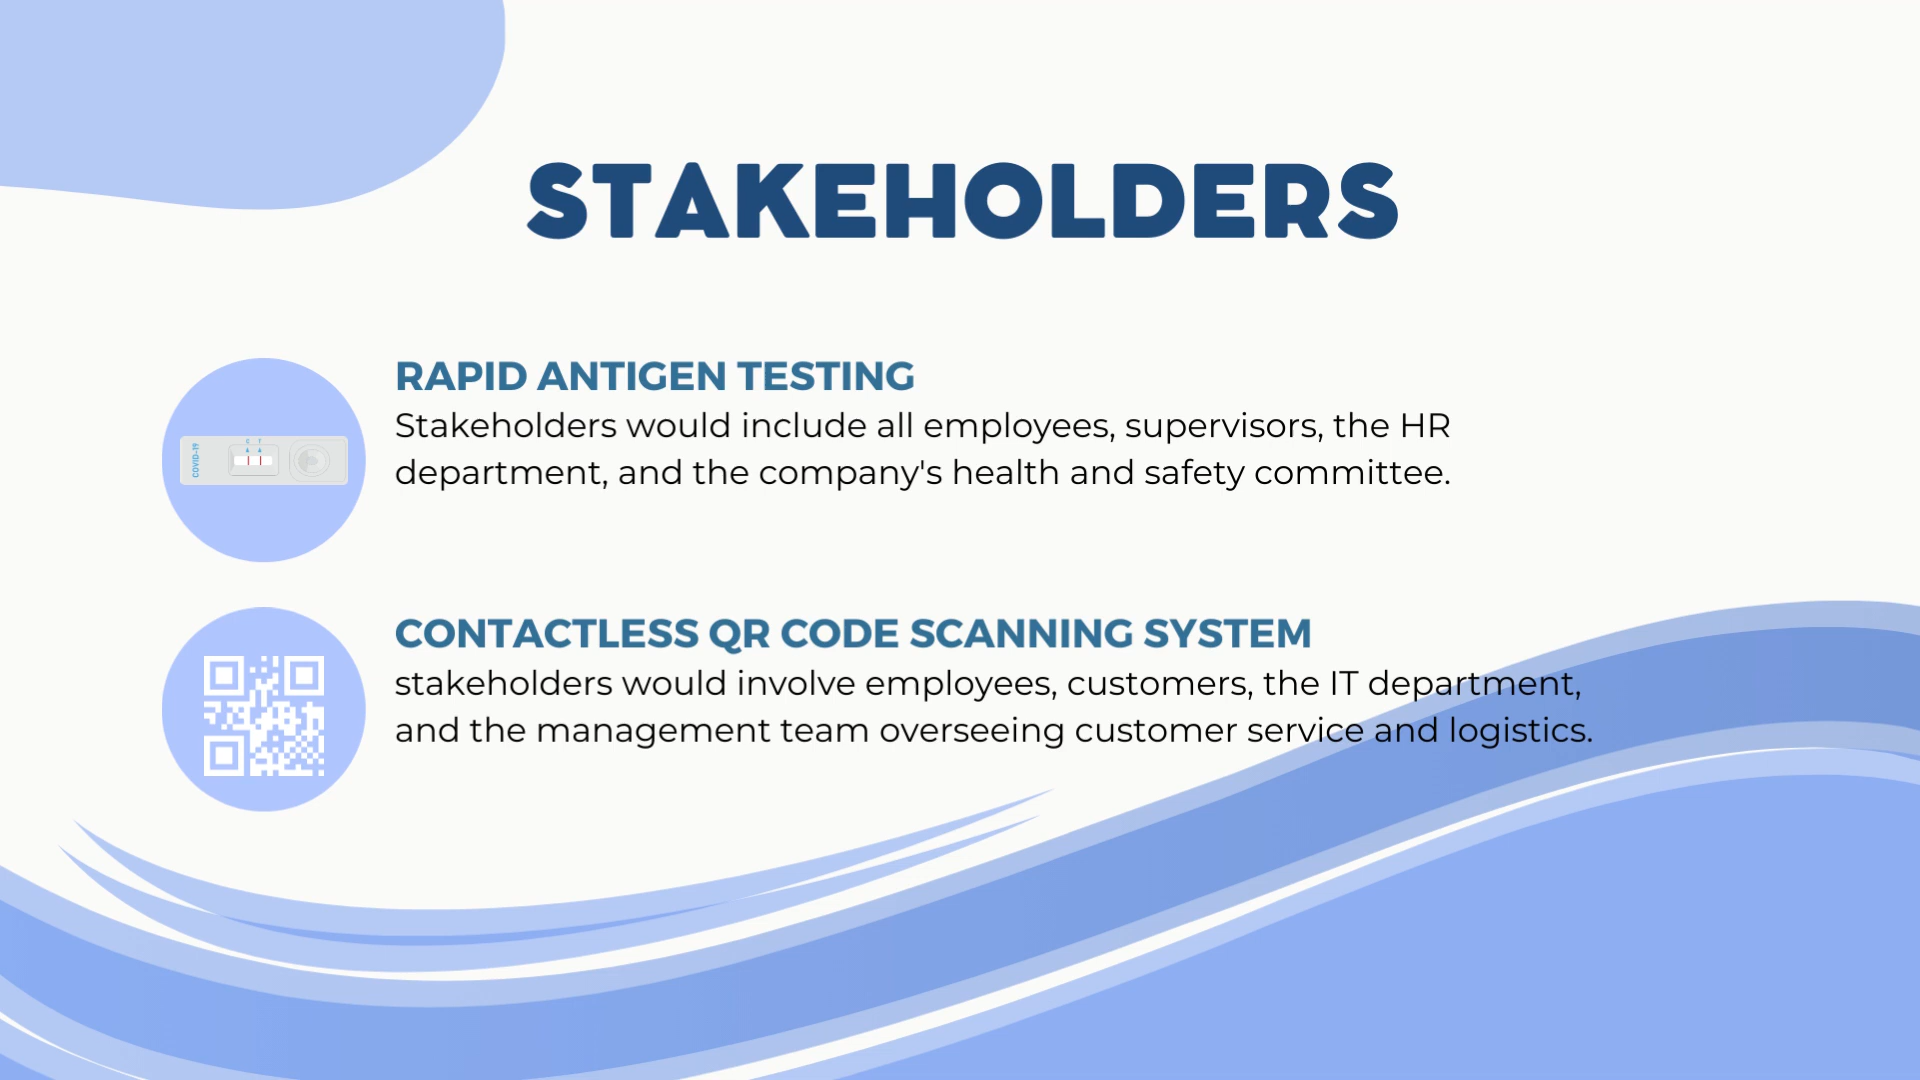 STAKEHOLDERS
RAPID ANTIGEN TESTING
Stakeholders would include all employees, supervisors, the HR
department, and the company's health and safety committee.
COVID-19
C T
CONTACTLESS QR CODE SCANNING SYSTEM
stakeholders would involve employees, customers, the IT department,
and the management team overseeing customer service and logistics.